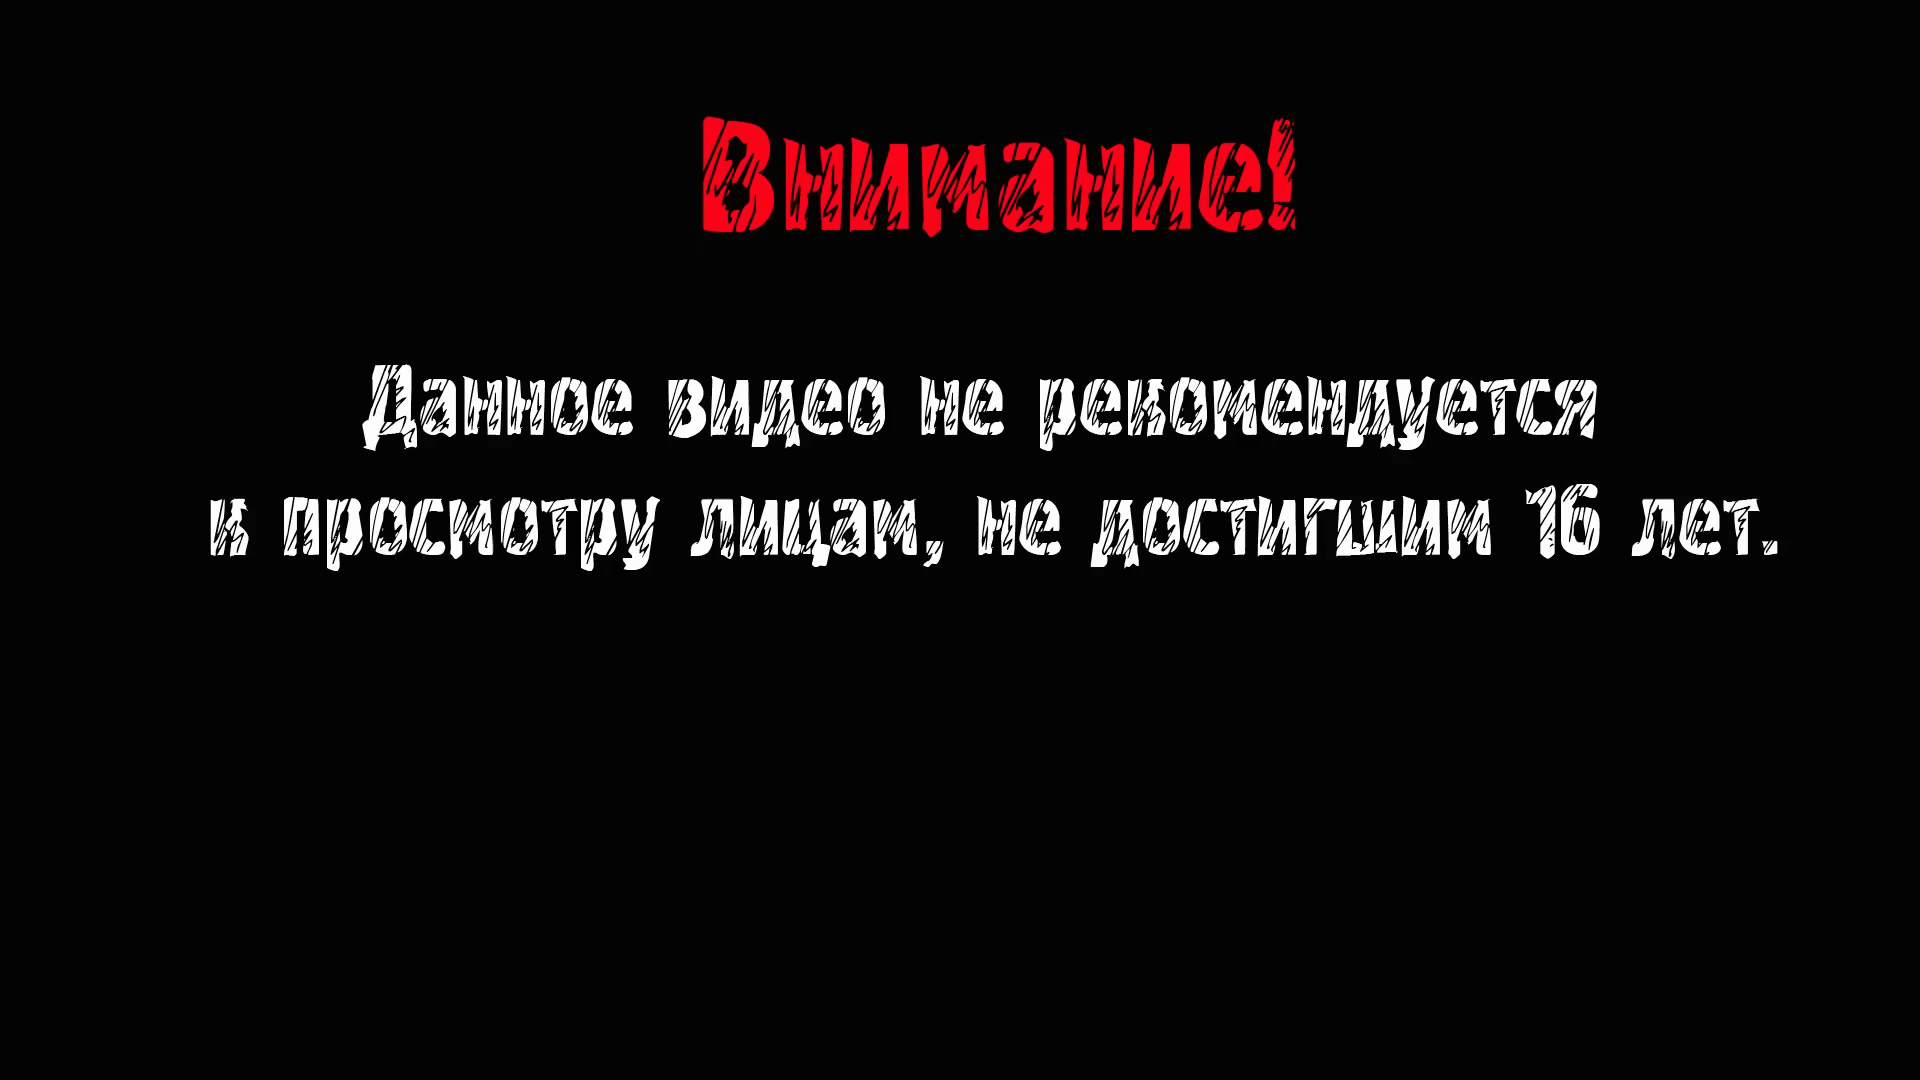 Внимание!
Данное видео не рекомендуется
к просмотру лицам, не достигшим 16 лет.